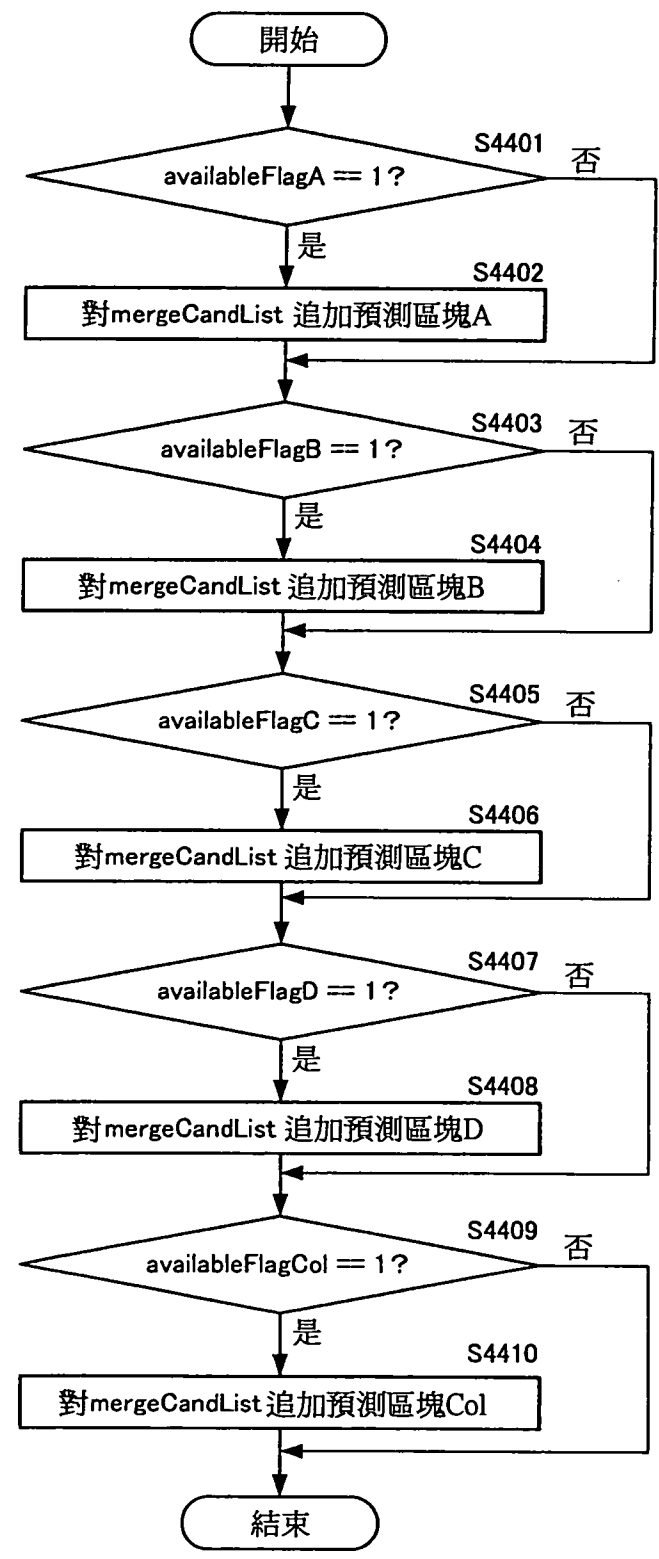 開始
S4401
availableFlagA == 1?
否
是
S4402
對mergeCandList 追加預測區塊A
S4403
availableFlagB == 1?
否
是
S4404
對mergeCandList 追加預測區塊B
S4405
availableFlagC == 1?
否
是
S4406
對mergeCandList 追加預測區塊C
S4407
availableFlagD == 1?
否
是
S4408
對mergeCandList 追加預測區塊D
S4409
availableFlagCol == 1?
否
是
S4410
對mergeCandList 追加預測區塊Col
結束